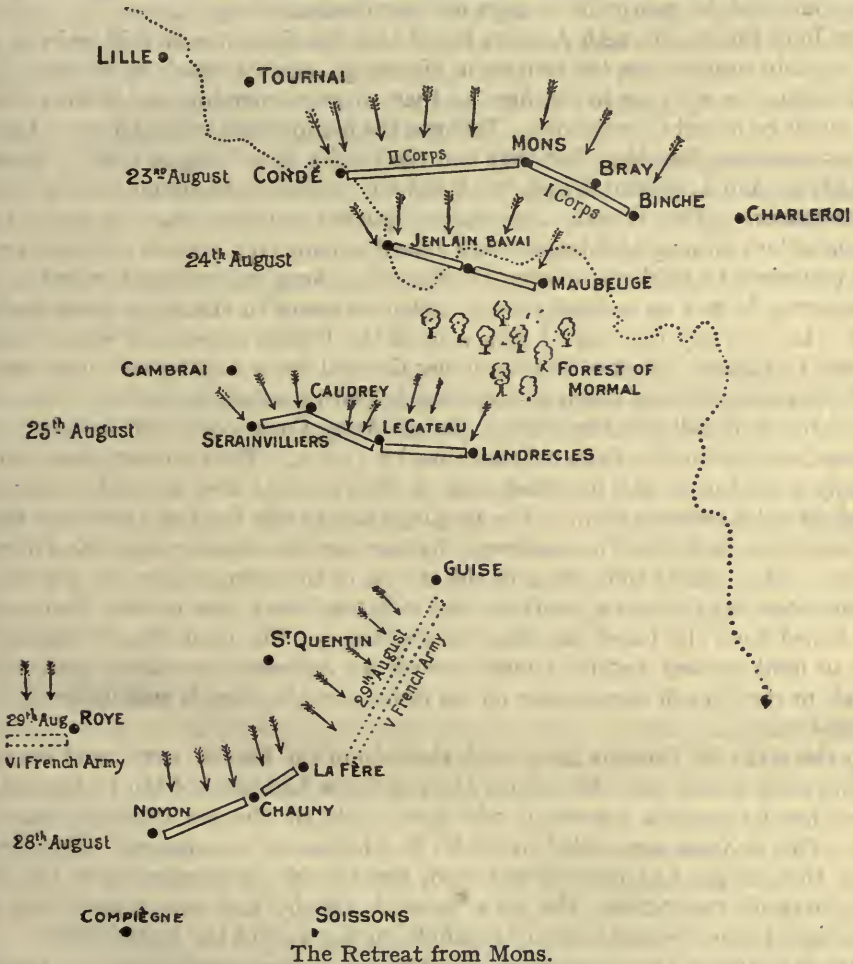 LILLE
TOURNAI
MONS
II Corps
BRAY
23RD August
CONDÉ
I Corps
BINCHE
CHARLEROI
JENLAIN BAVAI
24th August
MAUBEUGE
CAMBRAI
FOREST OF
MORMAL
CAUDREY
25th August
SERAINVILLIERS
LE CATEAU
LANDRECIES
GUISE
ST QUENTIN
29th August
V French Army
29th Aug
ROYE
VI French Army
LA FÈRE
NOYON
CHAUNY
28th August
COMPIÈGNE
SOISSONS
The Retreat from Mons.